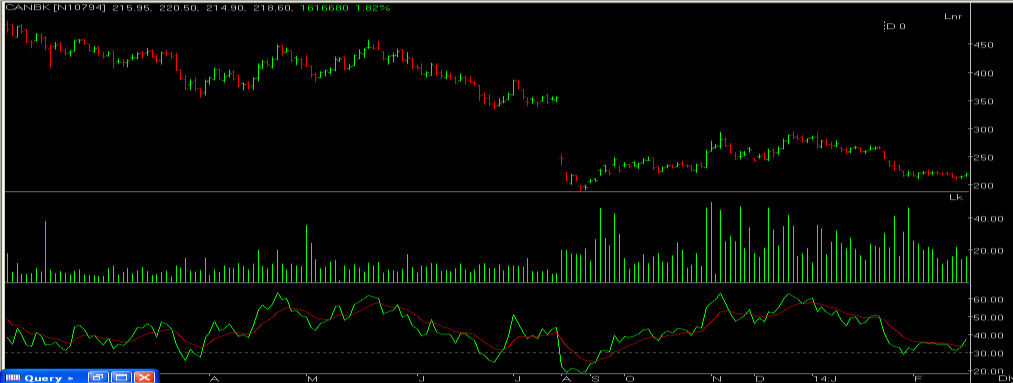 CANBK [N10794] 215.95, 220.50, 214.90, 218.60, 1616680 1.82%
Lnr
D 0
450
400
350
300
250
200
Lk
40.00
20.00
60.00
50.00
40.00
30.00
20.00
A M J J A S O N D 14:J F
Query »